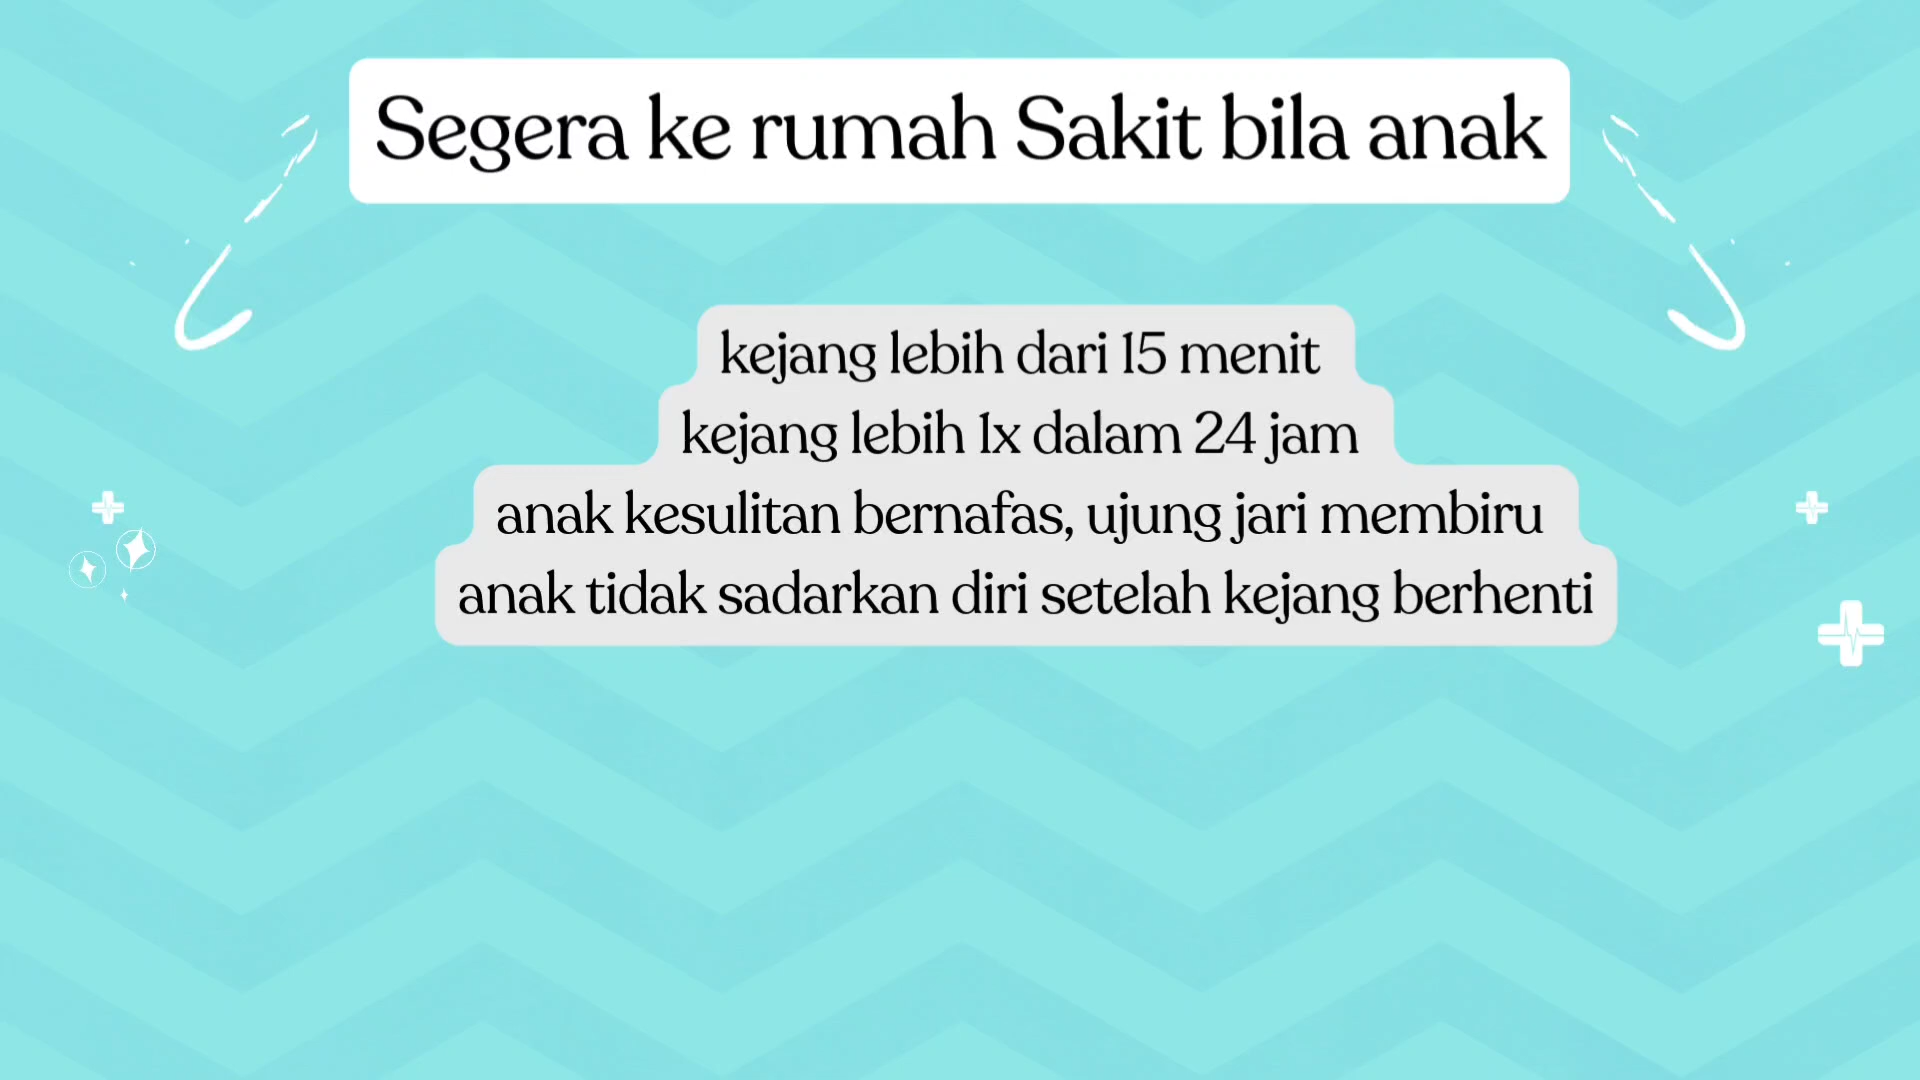 Segera ke rumah Sakit bila anak
kejang lebih dari 15 menit
kejang lebih 1x dalam 24 jam
anak kesulitan bernafas, ujung jari membiru
anak tidak sadarkan diri setelah kejang berhenti